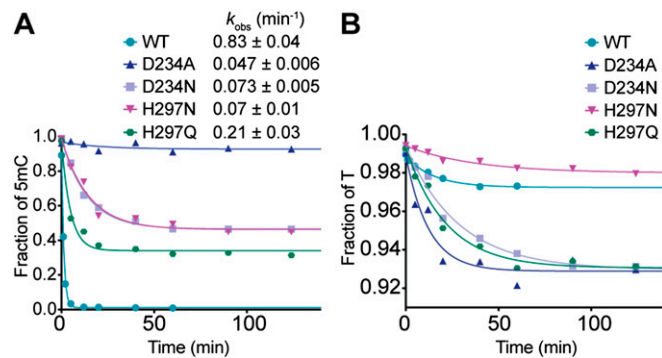 A
k_obs (min⁻¹)
WT 0.83 ± 0.04
D234A 0.047 ± 0.006
D234N 0.073 ± 0.005
H297N 0.07 ± 0.01
H297Q 0.21 ± 0.03
Fraction of 5mC
1.0
0.8
0.6
0.4
0.2
0.0
0 50 100
Time (min)
B
WT
D234A
D234N
H297N
H297Q
Fraction of T
1.00
0.98
0.96
0.94
0.92
0 50 100
Time (min)